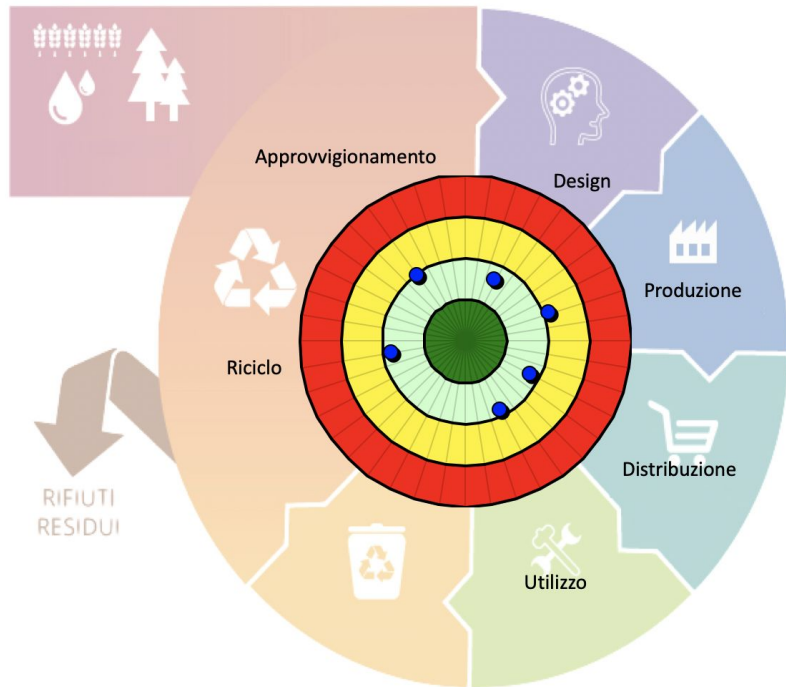 Approvvigionamento
Design
Produzione
Riciclo
Distribuzione
RIFIUTI
RESIDUI
Utilizzo